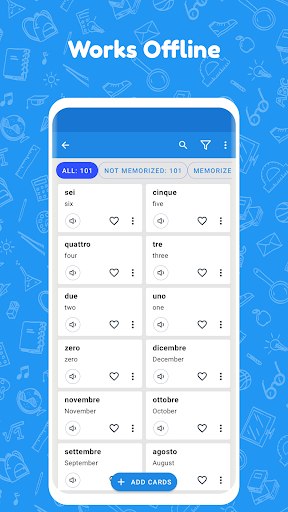 Works Offline
ALL: 101 NOT MEMORIZED: 101 MEMORIZE
sei cinque
six five
quattro tre
four three
due uno
two one
zero dicembre
zero December
novembre ottobre
November October
settembre agosto
September August
+ ADD CARDS